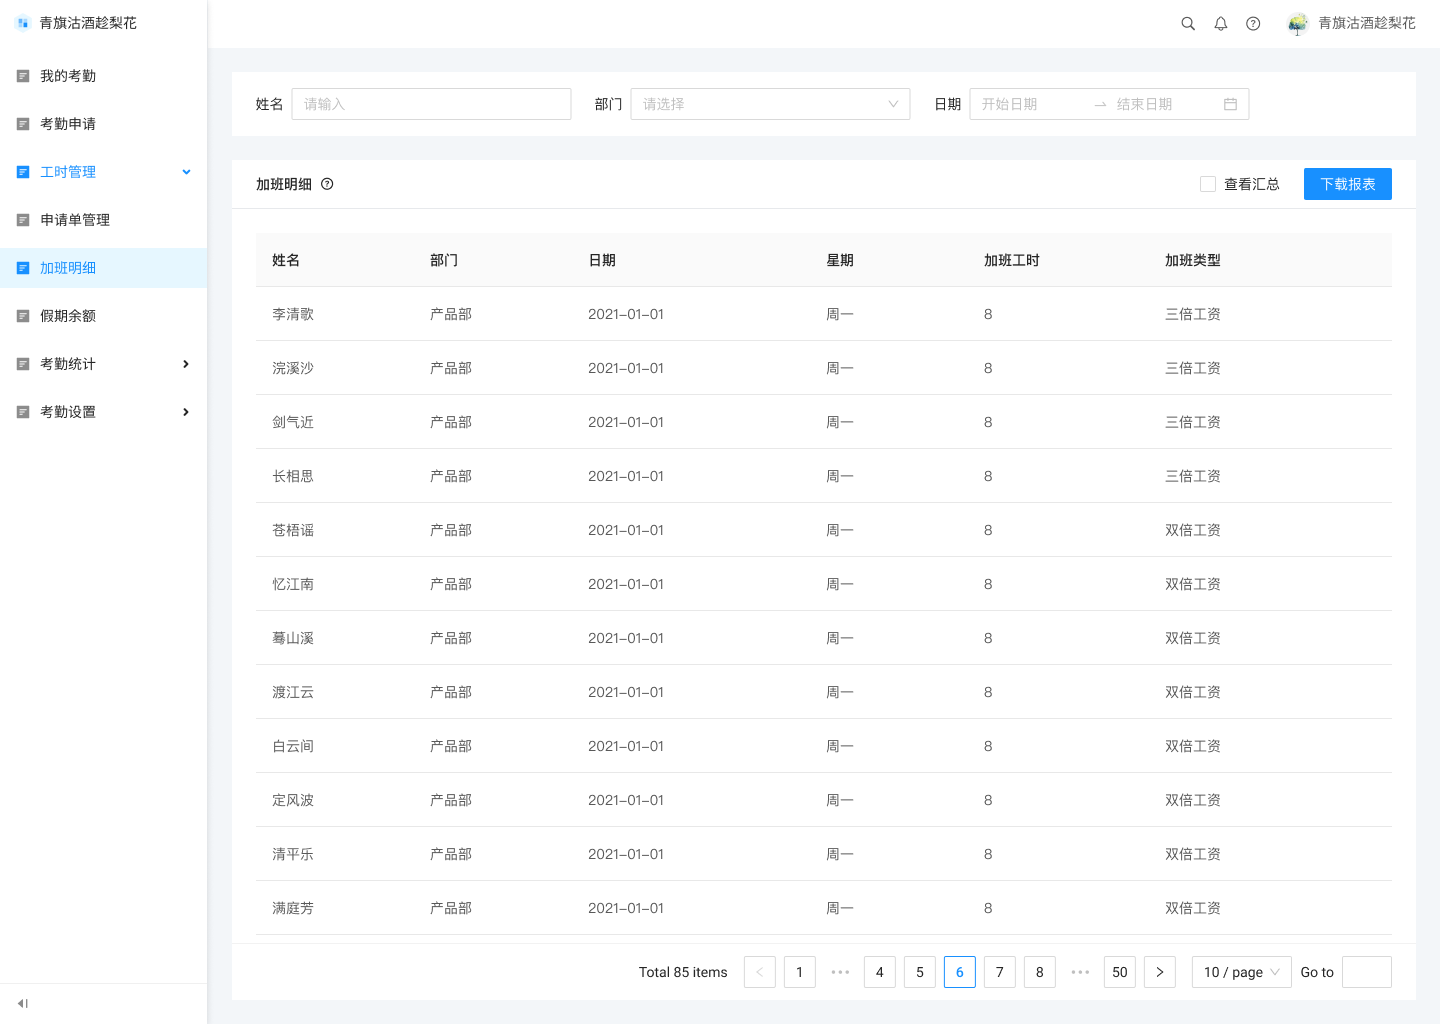 青旗沽酒趁梨花
青旗沽酒趁梨花
我的考勤
考勤申请
工时管理
申请单管理
加班明细
假期余额
考勤统计
考勤设置
姓名 请输入 部门 请选择 日期 开始日期 结束日期
加班明细 查看汇总 下载报表
姓名 部门 日期 星期 加班工时 加班类型
李清歌 产品部 2021-01-01 周一 8 三倍工资
浣溪沙 产品部 2021-01-01 周一 8 三倍工资
剑气近 产品部 2021-01-01 周一 8 三倍工资
长相思 产品部 2021-01-01 周一 8 三倍工资
苍梧谣 产品部 2021-01-01 周一 8 双倍工资
忆江南 产品部 2021-01-01 周一 8 双倍工资
蓦山溪 产品部 2021-01-01 周一 8 双倍工资
渡江云 产品部 2021-01-01 周一 8 双倍工资
白云间 产品部 2021-01-01 周一 8 双倍工资
定风波 产品部 2021-01-01 周一 8 双倍工资
清平乐 产品部 2021-01-01 周一 8 双倍工资
满庭芳 产品部 2021-01-01 周一 8 双倍工资
Total 85 items 1 ••• 4 5 6 7 8 ••• 50 10 / page Go to